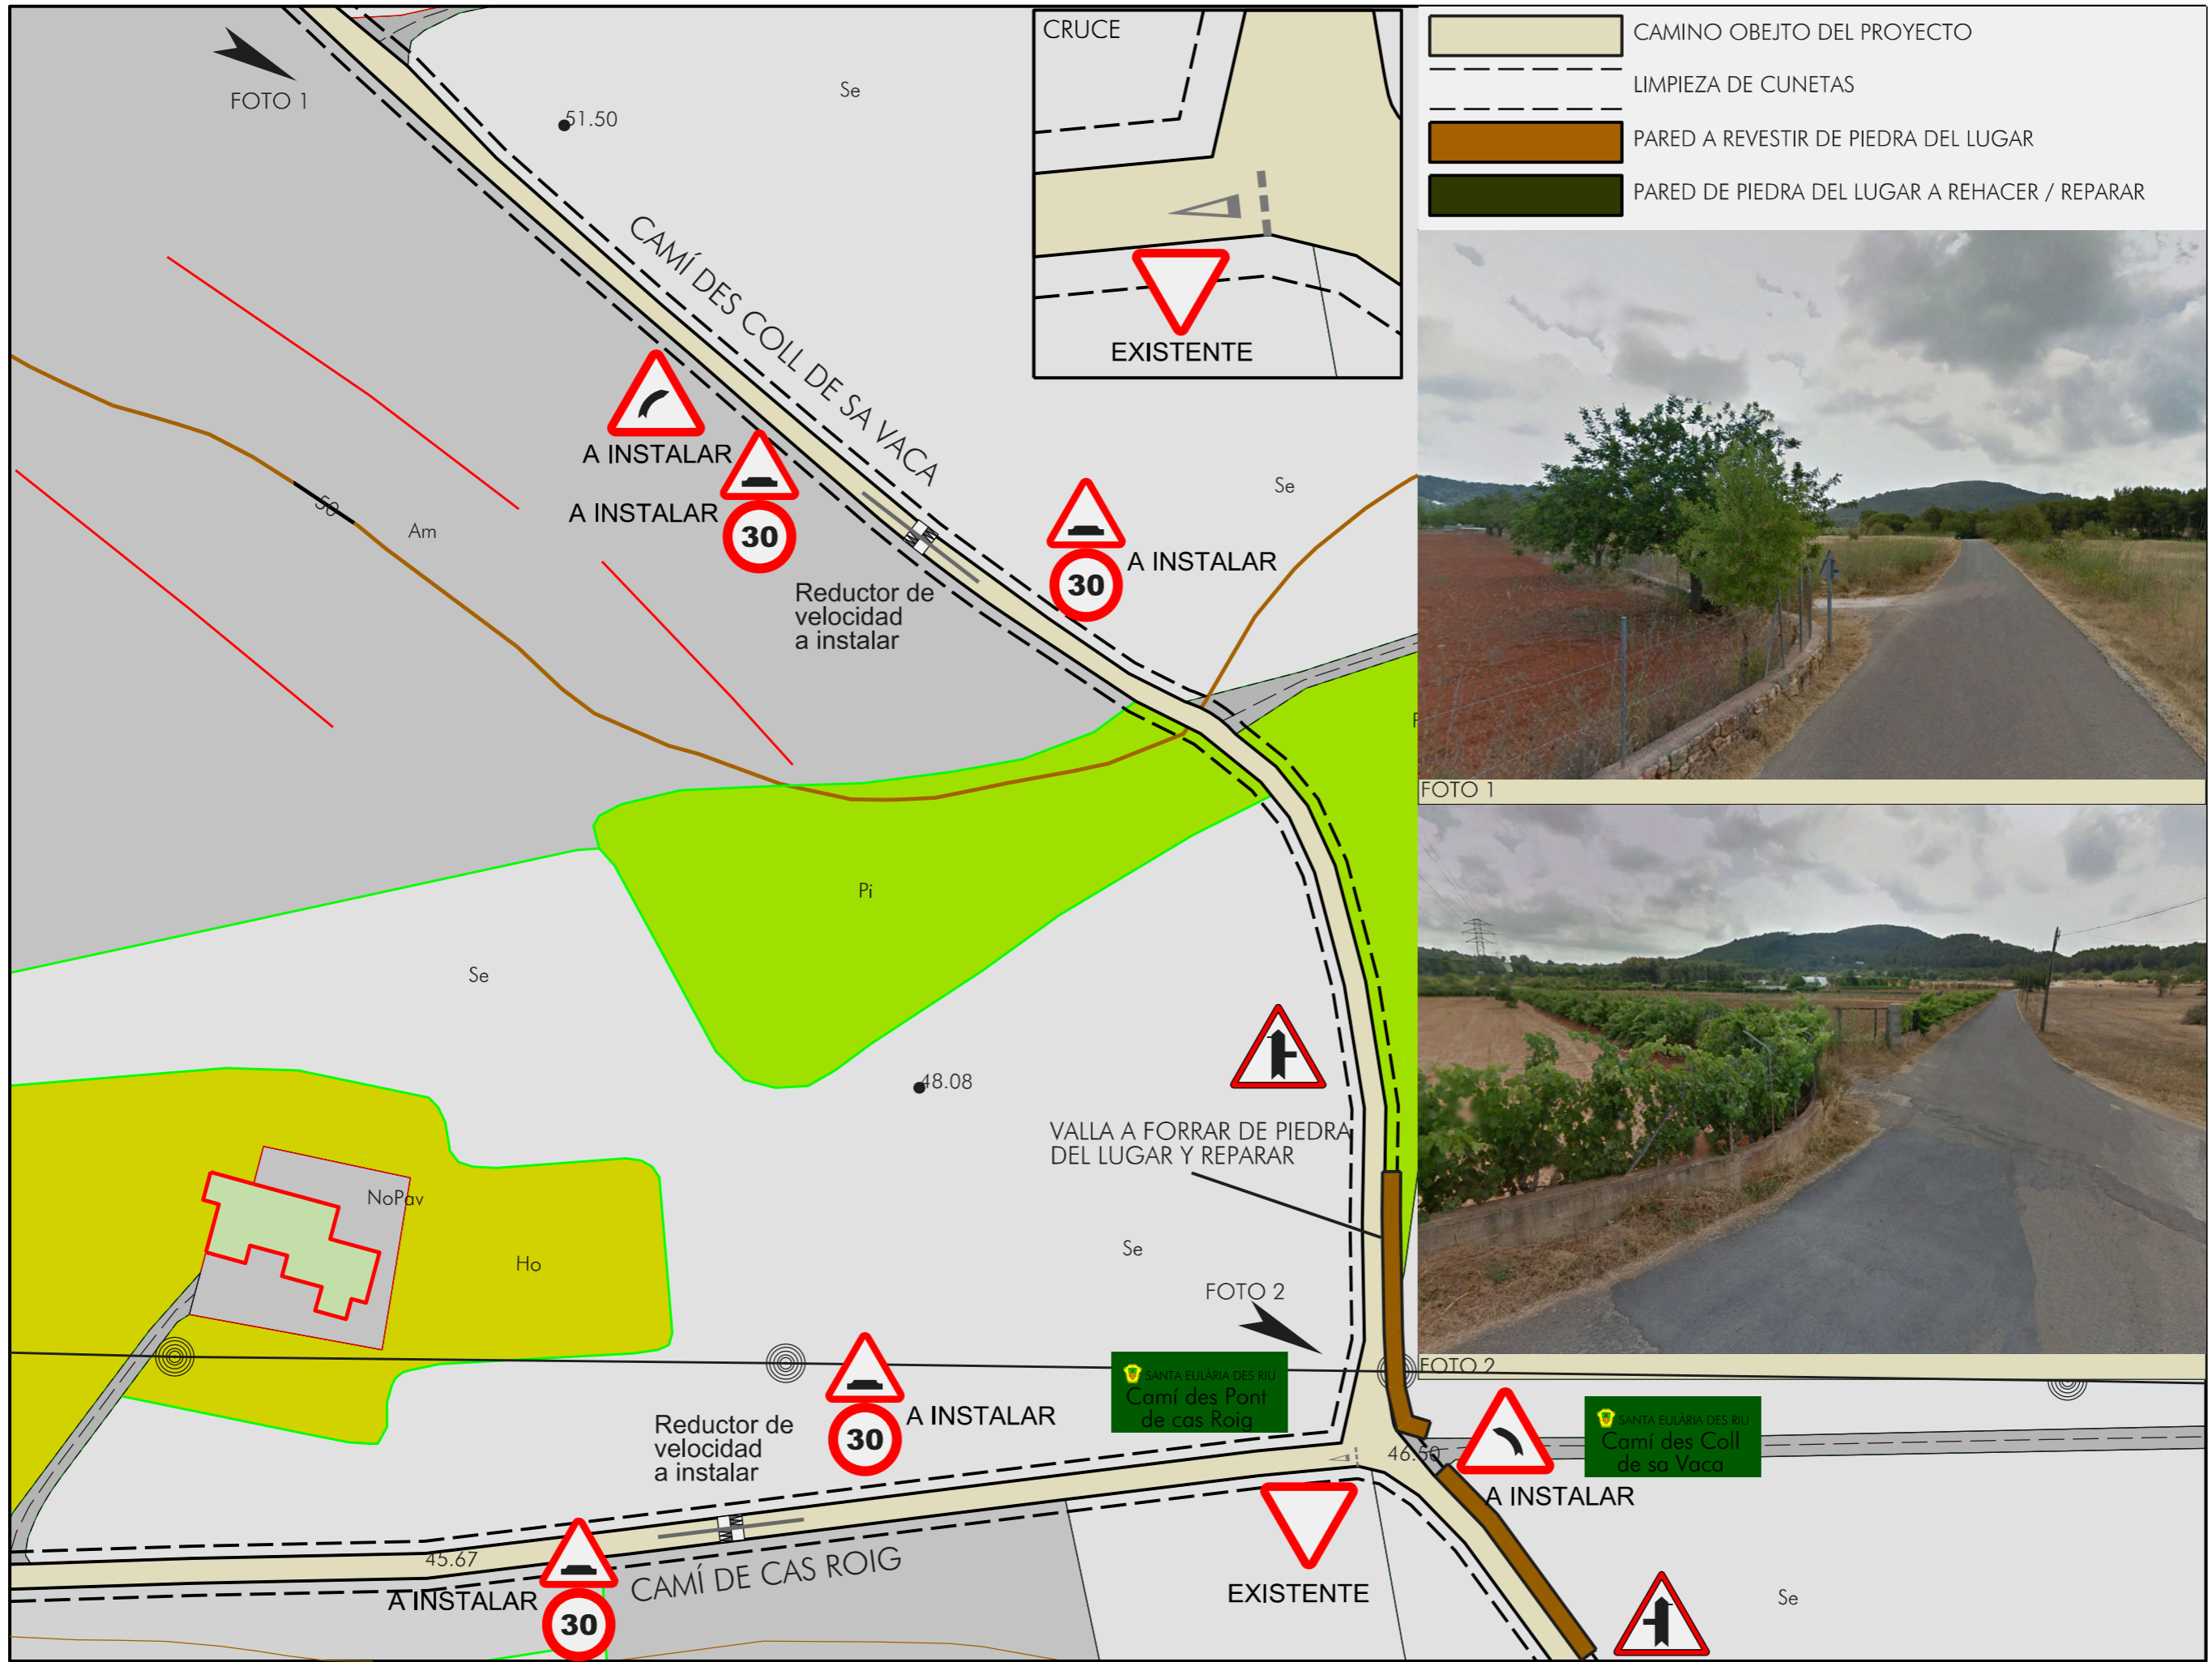 CRUCE
EXISTENTE
CAMINO OBEJTO DEL PROYECTO
LIMPIEZA DE CUNETAS
PARED A REVESTIR DE PIEDRA DEL LUGAR
PARED DE PIEDRA DEL LUGAR A REHACER / REPARAR
FOTO 1
51.50
Se
CAMÍ DES COLL DE SA VACA
A INSTALAR
A INSTALAR
30
Reductor de
velocidad
a instalar
30
A INSTALAR
Se
50
Am
FOTO 1
Pi
Se
48.08
VALLA A FORRAR DE PIEDRA
DEL LUGAR Y REPARAR
Se
NoPav
Ho
FOTO 2
FOTO 2
SANTA EULÀRIA DES RIU
Camí des Pont
de cas Roig
Reductor de
velocidad
a instalar
30
A INSTALAR
46.50
SANTA EULÀRIA DES RIU
Camí des Coll
de sa Vaca
A INSTALAR
45.67
A INSTALAR
30
CAMÍ DE CAS ROIG
EXISTENTE
Se